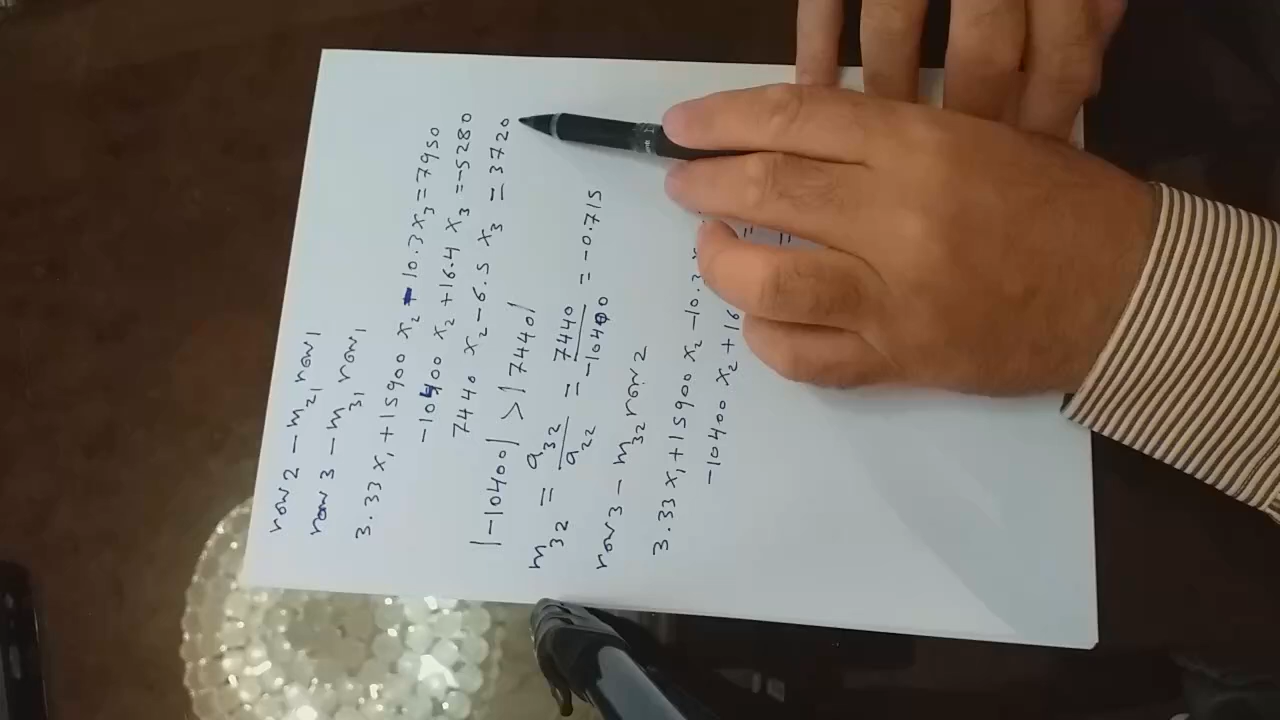 row 2 - m₂₁ row 1
row 3 - m₃₁ row 1
3.33 x₁ + 15900 x₂ - 10.3 x₃ = 7950
-10400 x₂ + 16.4 x₃ = -5280
7440 x₂ - 6.5 x₃ = 3720
|-10400| > |7440|
m₃₂ = a₃₂/a₂₂ = 7440/-10400 = -0.715
row 3 - m₃₂ row 2
3.33 x₁ + 15900 x₂ - 10.3 x
-10400 x₂ + 16